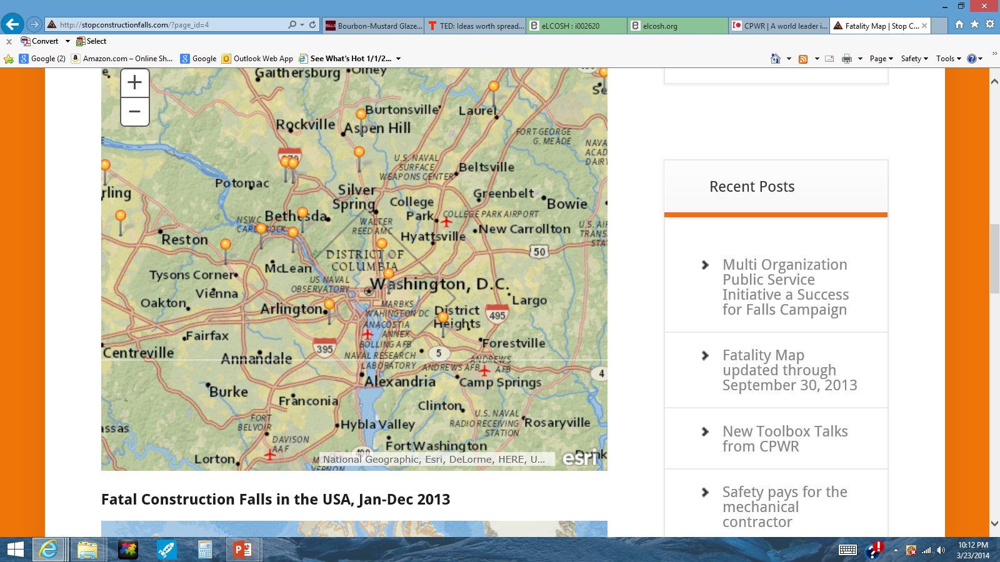 http://stopconstructionfalls.com/?page_id=4
Bourbon-Mustard Glaze...
TED: Ideas worth spread...
eLCOSH : i002620
elcosh.org
CPWR | A world leader i...
Fatality Map | Stop C...
x Convert Select
Google (2)
Amazon.com – Online Sh...
Google
Outlook Web App
See What's Hot 1/1/2...
Page
Safety
Tools
+
−
Gaithersburg
Olney
Burtonsville
Laurel
Rockville
Aspen Hill
FORT GEORGE
G. MEADE
NAVA
ACAD
DAIRY
U.S. NAVAL
SURFACE
WEAPONS CENTER
Beltsville
Potomac
rling
Silver
Spring
College
Park
Greenbelt
Bowie
NSWC
CARDEROCK
Bethesda
WALTER
REED AMC
COLLEGE PARK AIRPORT
Hyattsville
New Carrollton
U.S. AIR
TRANS
STA
Reston
50
DISTRICT OF
COLUMBIA
McLean
Tysons Corner
US NAVAL
OBSERVATORY
Washington, D.C.
Vienna
Oakton
Arlington
MARBKS
WAHINGTON DC
District
Heights
495
Largo
ANACOSTIA
ANNEX
BOLLING AFB
Fairfax
395
Forestville
Centreville
Annandale
NAVAL RESEARCH
LABORATORY
5
ANDREWS AFB
ANDREWS
AFB
4
Alexandria
Camp Springs
Burke
Franconia
Clinton
FORT
BELVOIR
U.S. NAVAL
RADIO RECEIVING
STATION
Rosaryville
assas
Hybla Valley
DAVISON
AAF
Fort Washington
Lorton
VERNON
National Geographic, Esri, DeLorme, HERE, U...
esri
Dunk
Fatal Construction Falls in the USA, Jan-Dec 2013
Recent Posts
Multi Organization
Public Service
Initiative a Success
for Falls Campaign
Fatality Map
updated through
September 30, 2013
New Toolbox Talks
from CPWR
Safety pays for the
mechanical
contractor
10:12 PM
3/23/2014